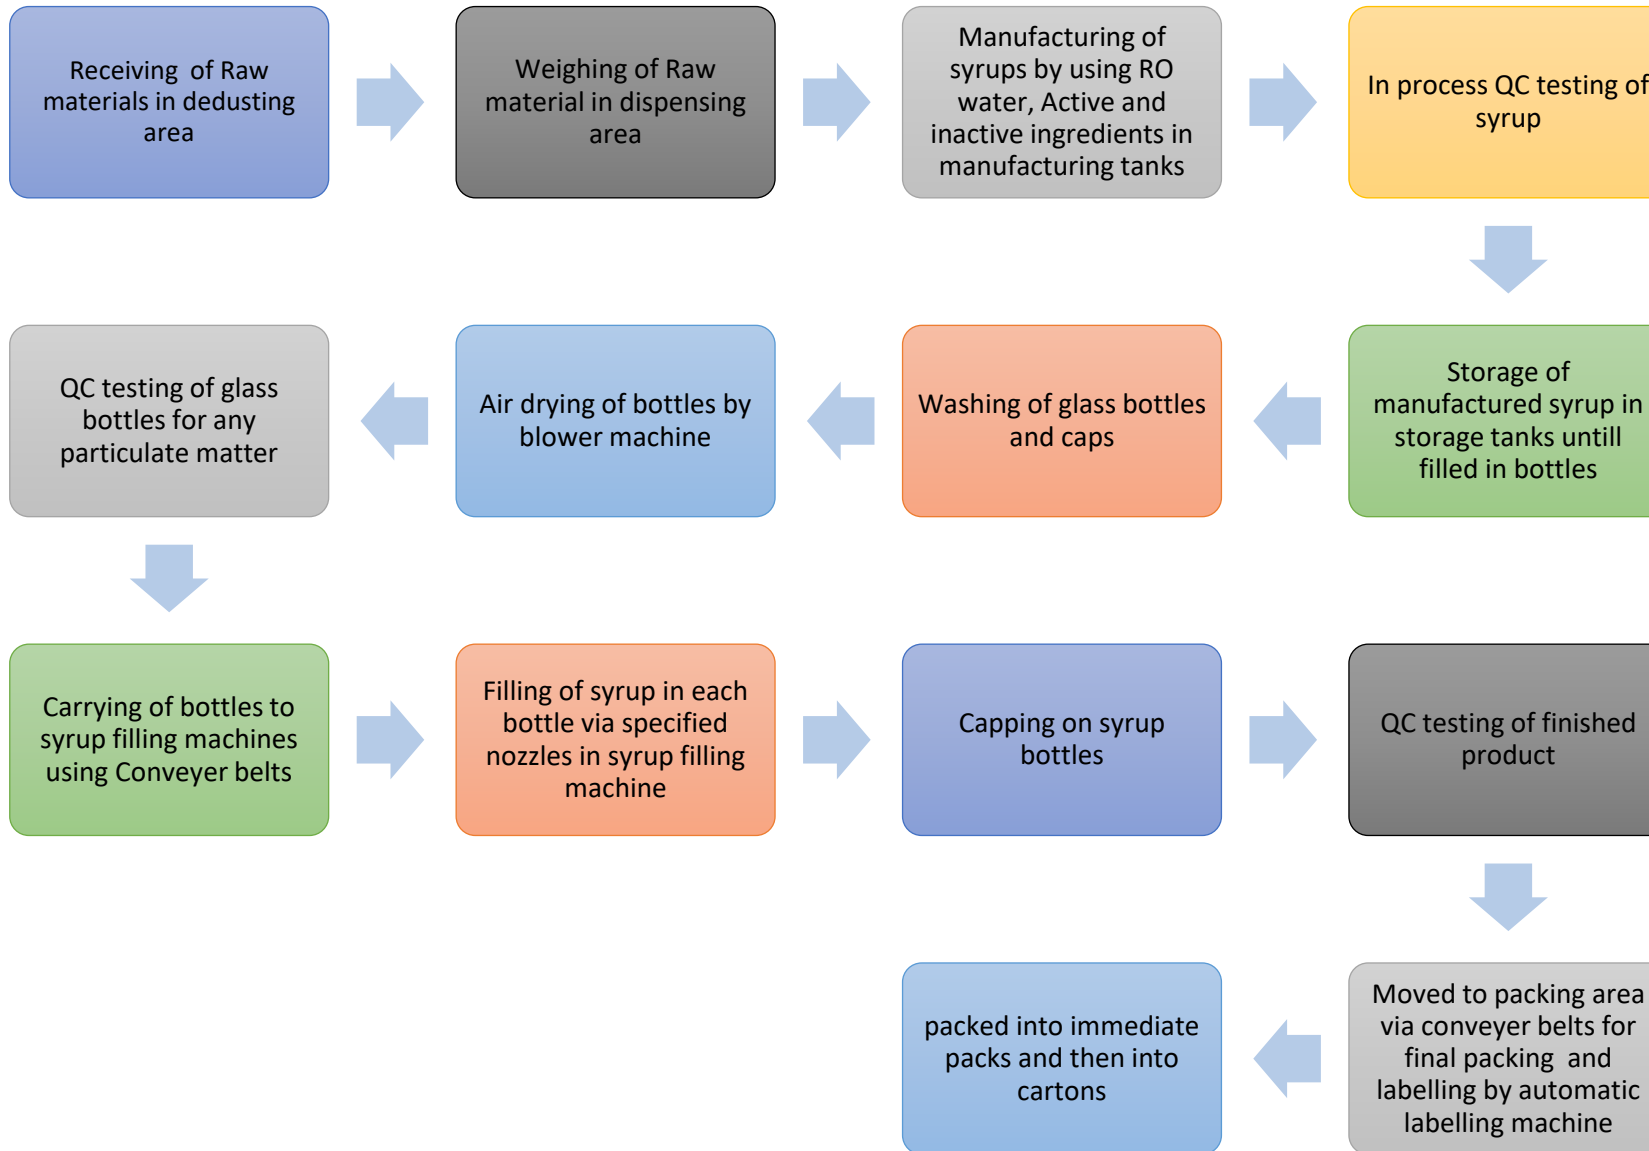 Receiving of Raw
materials in dedusting
area
Weighing of Raw
material in dispensing
area
Manufacturing of
syrups by using RO
water, Active and
inactive ingredients in
manufacturing tanks
In process QC testing of
syrup
Storage of
manufactured syrup in
storage tanks untill
filled in bottles
Washing of glass bottles
and caps
Air drying of bottles by
blower machine
QC testing of glass
bottles for any
particulate matter
Carrying of bottles to
syrup filling machines
using Conveyer belts
Filling of syrup in each
bottle via specified
nozzles in syrup filling
machine
Capping on syrup
bottles
QC testing of finished
product
Moved to packing area
via conveyer belts for
final packing and
labelling by automatic
labelling machine
packed into immediate
packs and then into
cartons